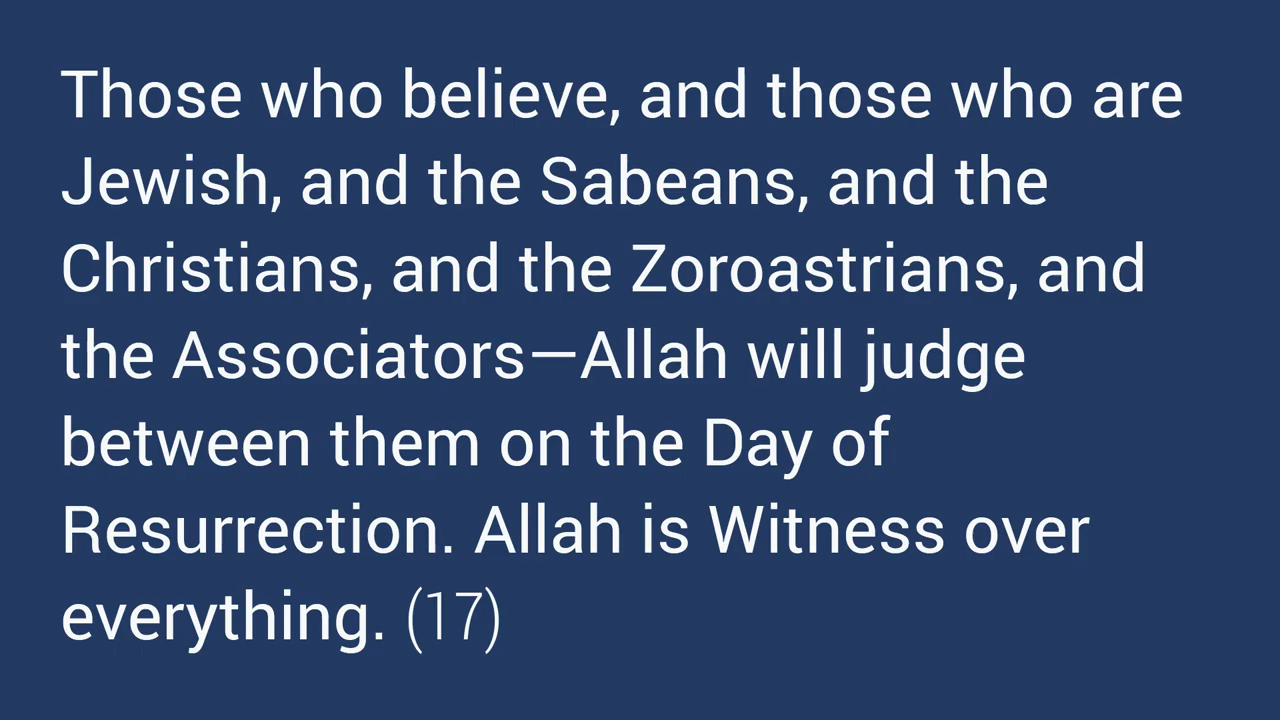 Those who believe, and those who are
Jewish, and the Sabeans, and the
Christians, and the Zoroastrians, and
the Associators—Allah will judge
between them on the Day of
Resurrection. Allah is Witness over
everything. (17)